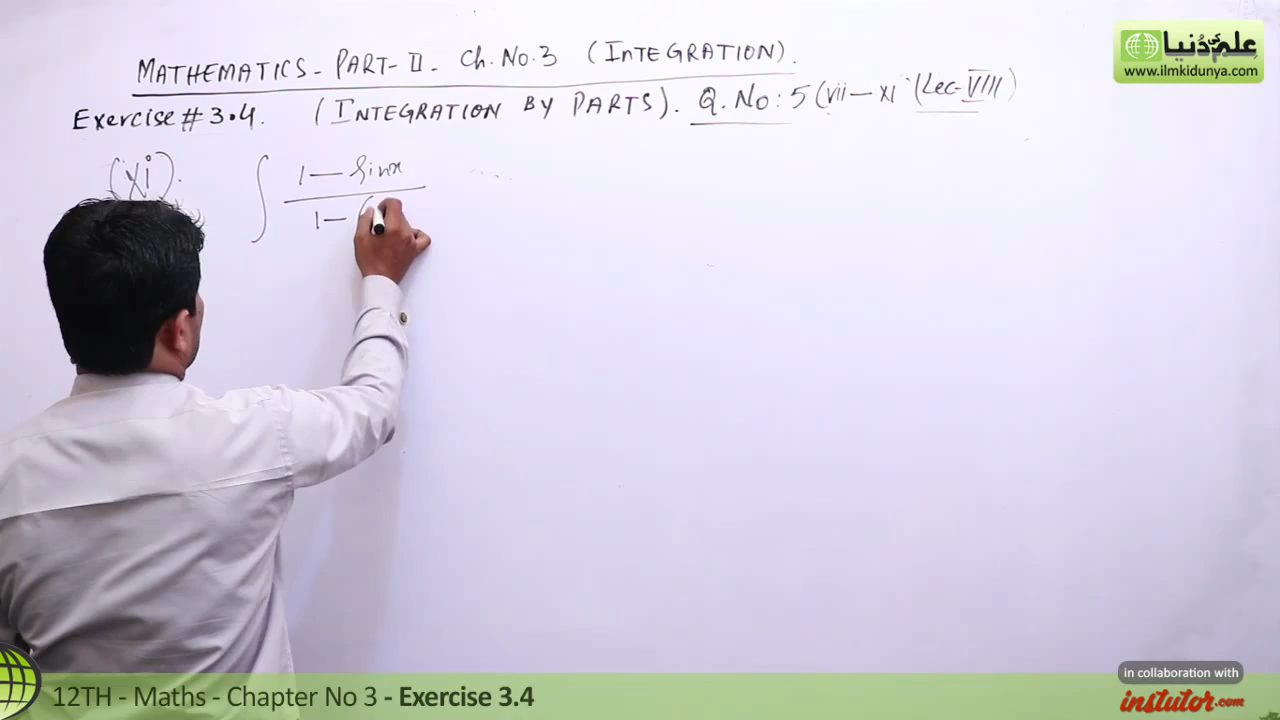 MATHEMATICS - PART-II - Ch. No. 3 (INTEGRATION).
Exercise # 3.4. (INTEGRATION BY PARTS). Q. No: 5 (vii — xi (Lec-VIII)
(xi). ∫ 1 — Sinx
1 —
علم کی دنیا
www.ilmkidunya.com
12TH - Maths - Chapter No 3 - Exercise 3.4
in collaboration with
instutor.com